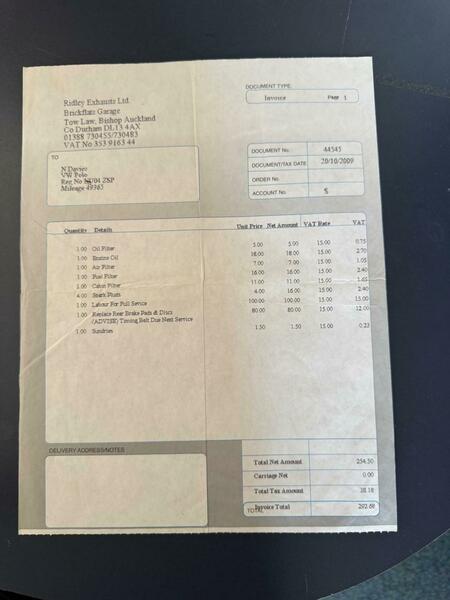 DOCUMENT TYPE
Invoice Page 1
Ridley Exhausts Ltd
Brickflats Garage
Tow Law, Bishop Auckland
Co Durham DL13 4AX
01388 730455/730483
VAT No 353 9163 44
TO
N Davies
VW Polo
Reg No NU04 ZSP
Mileage 49365
DOCUMENT No. 44545
DOCUMENT/TAX DATE 20/10/2009
ORDER No.
ACCOUNT No. S
Quantity Details Unit Price Net Amount VAT Rate VAT
1.00 Oil Filter 5.00 5.00 15.00 0.75
1.00 Engine Oil 18.00 18.00 15.00 2.70
1.00 Air Filter 7.00 7.00 15.00 1.05
1.00 Fuel Filter 16.00 16.00 15.00 2.40
1.00 Cabin Filter 11.00 11.00 15.00 1.65
4.00 Spark Plugs 4.00 16.00 15.00 2.40
1.00 Labour For Full Service 100.00 100.00 15.00 15.00
1.00 Replace Rear Brake Pads & Discs 80.00 80.00 15.00 12.00
(ADVISE) Timing Belt Due Next Service
1.00 Sundries 1.50 1.50 15.00 0.23
DELIVERY ADDRESS/NOTES
Total Net Amount 254.50
Carriage Net 0.00
Total Tax Amount 38.18
Invoice Total 292.68
TOTAL